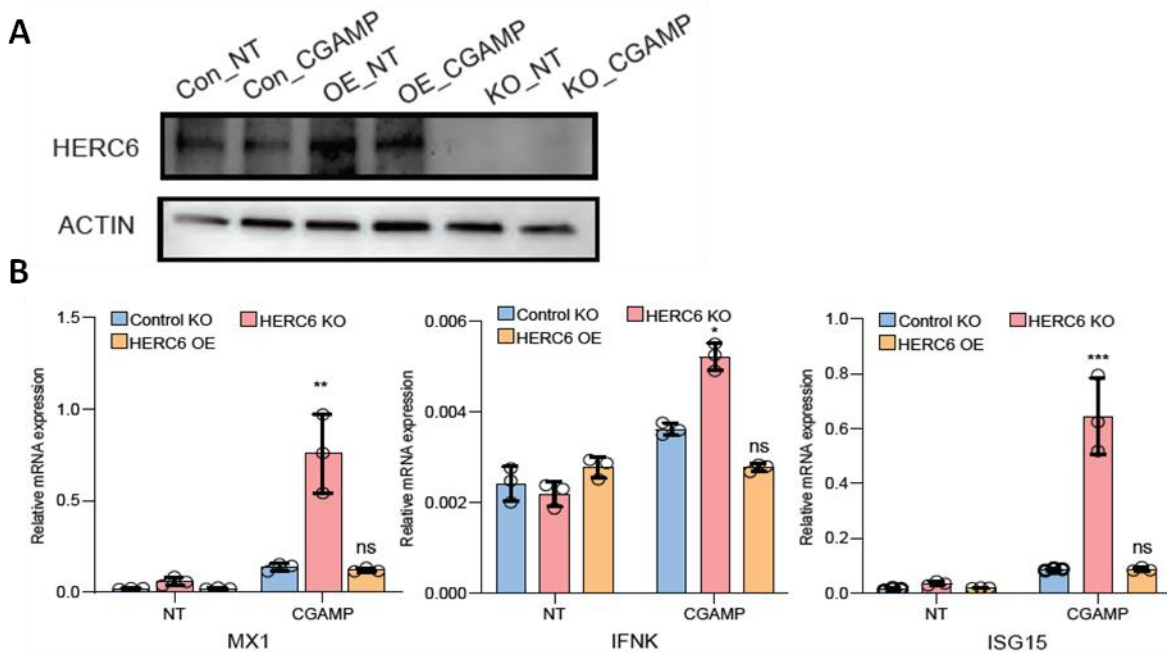 A
Con_NT Con_CGAMP OE_NT OE_CGAMP KO_NT KO_CGAMP
HERC6
ACTIN
B
Control KO HERC6 KO
HERC6 OE
Relative mRNA expression
1.5
1.0
0.5
0.0
**
ns
NT CGAMP
MX1
Control KO HERC6 KO
HERC6 OE
Relative mRNA expression
0.006
0.004
0.002
0.000
*
ns
NT CGAMP
IFNK
Control KO HERC6 KO
HERC6 OE
Relative mRNA expression
1.0
0.8
0.6
0.4
0.2
0.0
***
ns
NT CGAMP
ISG15